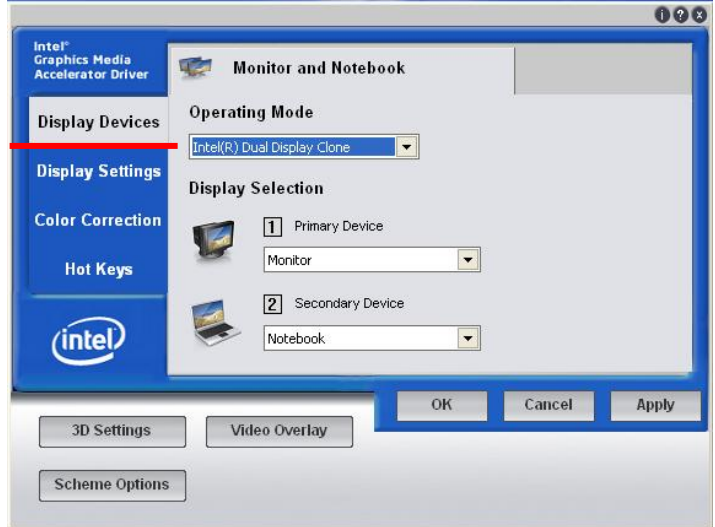 Intel®
Graphics Media
Accelerator Driver
Monitor and Notebook
Display Devices
Display Settings
Color Correction
Hot Keys
intel
Operating Mode
Intel(R) Dual Display Clone
Display Selection
1 Primary Device
Monitor
2 Secondary Device
Notebook
OK Cancel Apply
3D Settings Video Overlay
Scheme Options